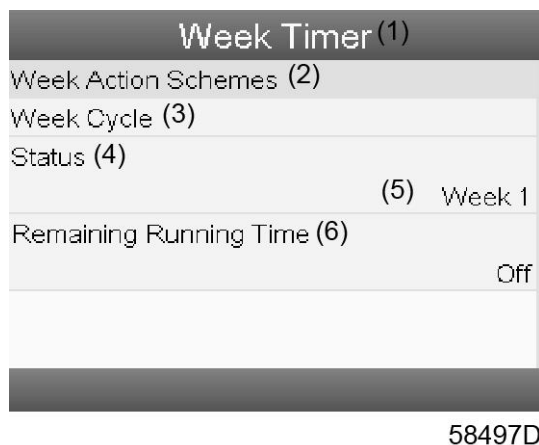 Week Timer (1)
Week Action Schemes (2)
Week Cycle (3)
Status (4)
(5) Week 1
Remaining Running Time (6)
Off
58497D